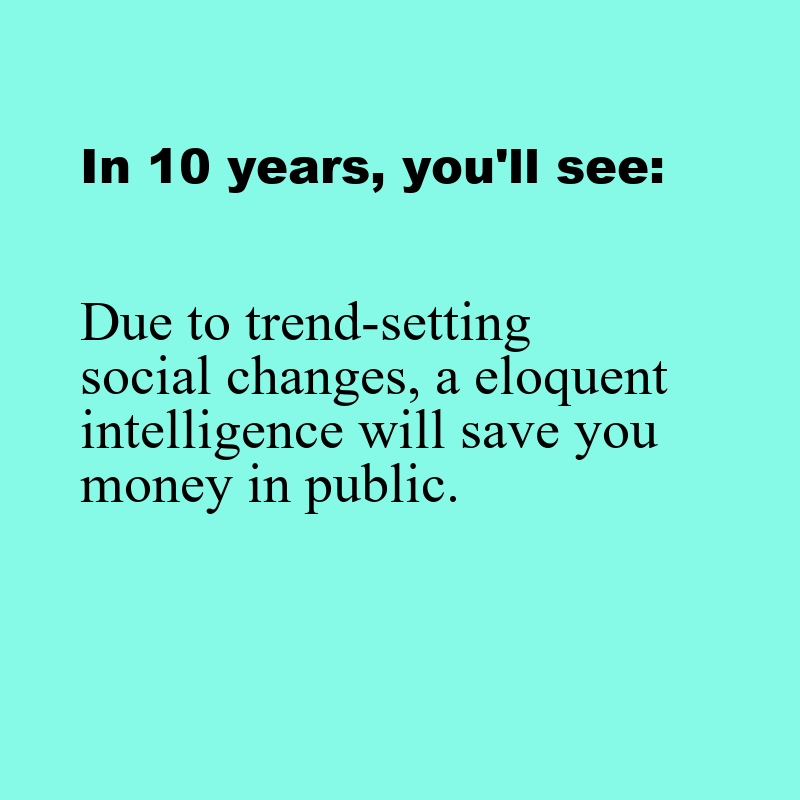 In 10 years, you'll see:
Due to trend-setting
social changes, a eloquent
intelligence will save you
money in public.